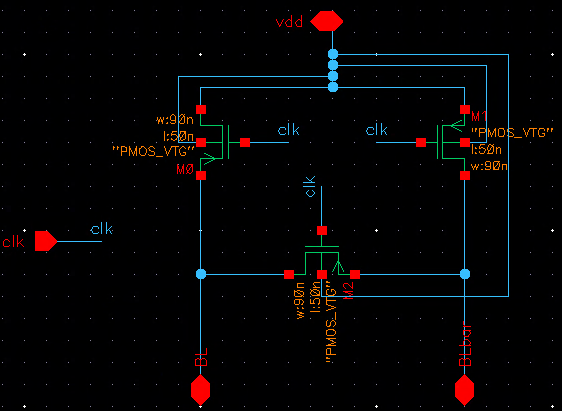 vdd
w:90n
l:50n
"PMOS_VTG"
M0
clk
clk
M1
"PMOS_VTG"
l:50n
w:90n
clk
clk
clk
w:90n
l:50n
"PMOS_VTG"
M2
BL